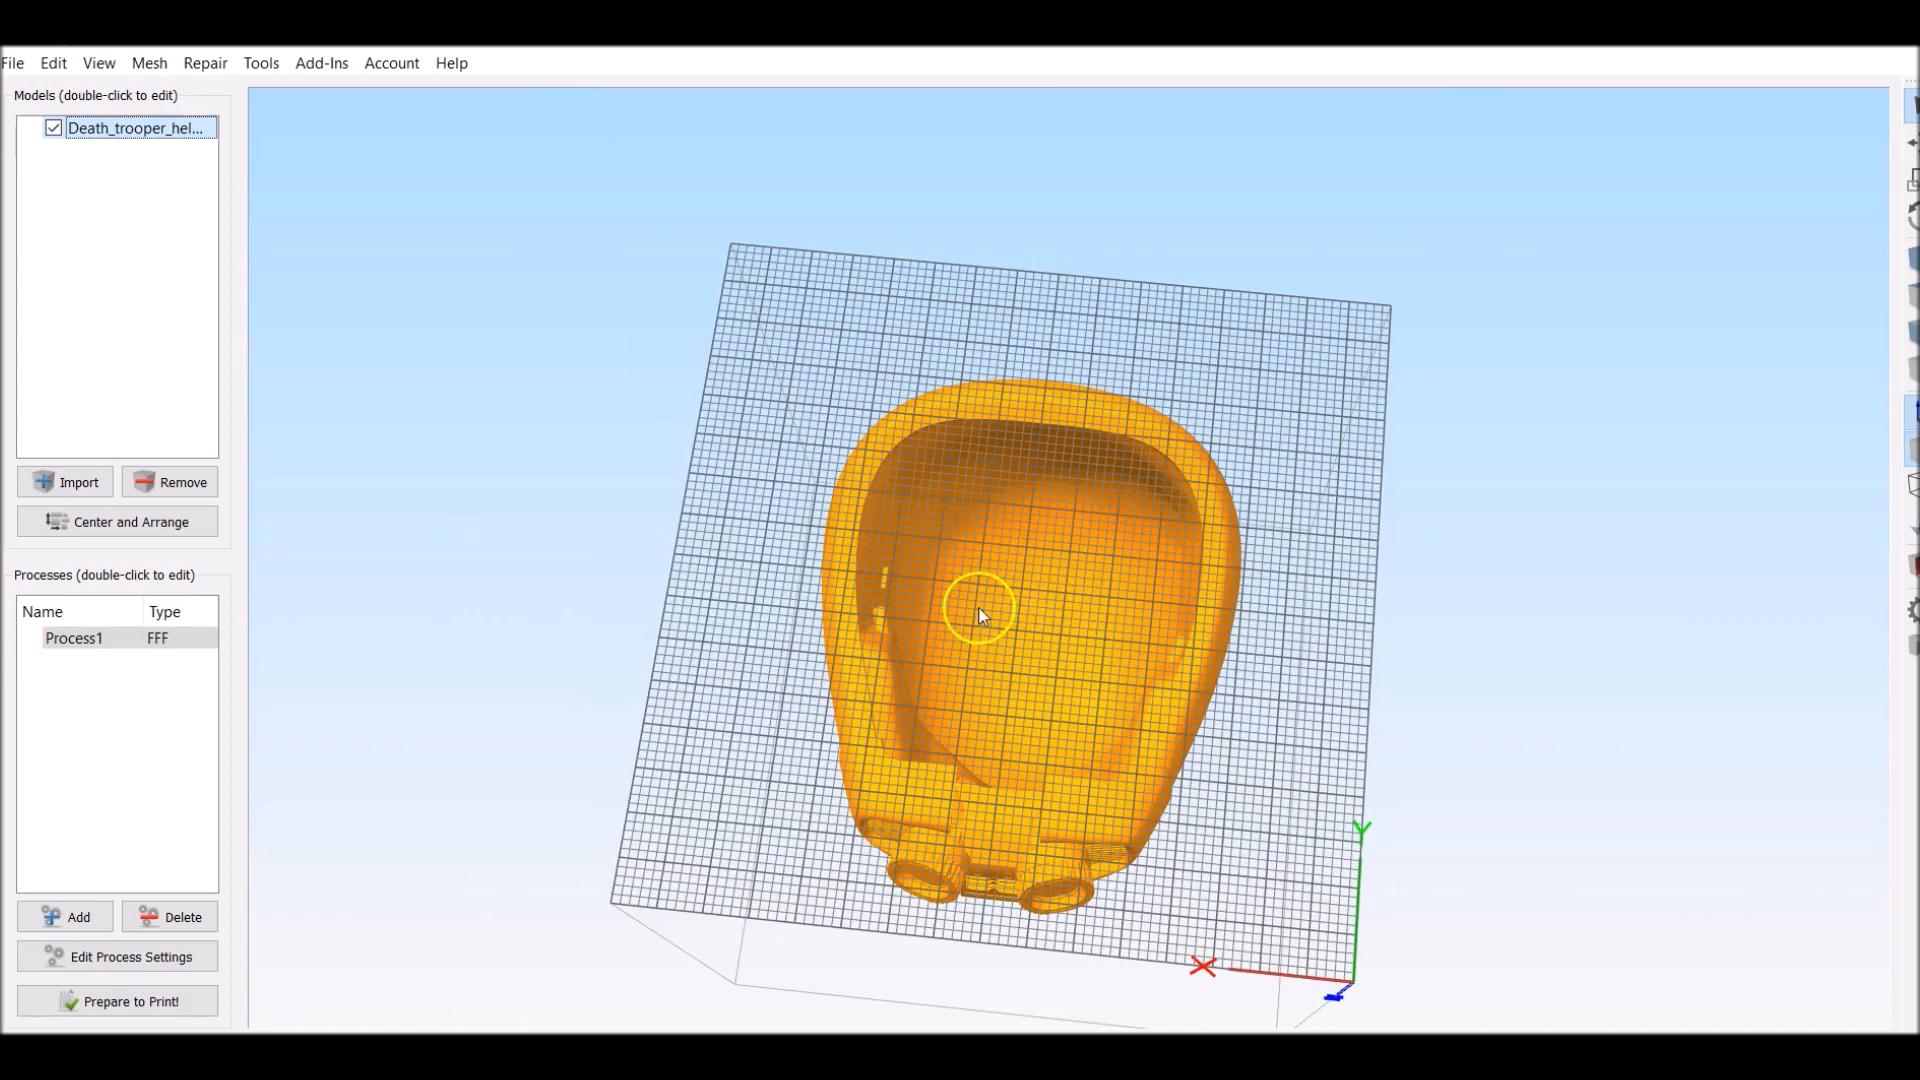 File Edit View Mesh Repair Tools Add-Ins Account Help
Models (double-click to edit)
Death_trooper_hel...
Import Remove
Center and Arrange
Processes (double-click to edit)
Name Type
Process1 FFF
Add Delete
Edit Process Settings
Prepare to Print!